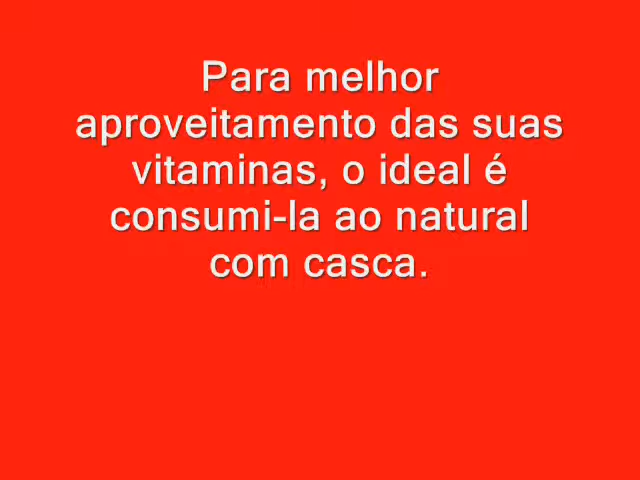 Para melhor
aproveitamento das suas
vitaminas, o ideal é
consumi-la ao natural
com casca.